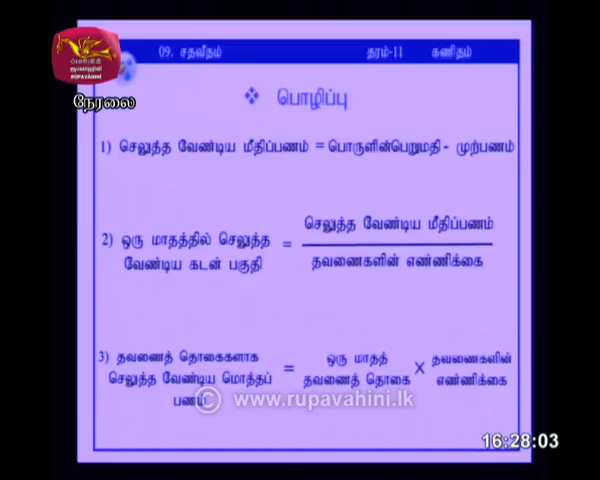 09. சதவீதம் தரம்-11 கணிதம்
RUPAVAHINI
நேரலை
❖ பொழிப்பு
1) செலுத்த வேண்டிய மீதிப்பணம் = பொருளின்பெறுமதி - முற்பணம்
2) ஒரு மாதத்தில் செலுத்த வேண்டிய கடன் பகுதி = செலுத்த வேண்டிய மீதிப்பணம் / தவணைகளின் எண்ணிக்கை
3) தவணைத் தொகைகளாக செலுத்த வேண்டிய மொத்தப் பணம் = ஒரு மாதத் தவணைத் தொகை × தவணைகளின் எண்ணிக்கை
© www.rupavahini.lk
16:28:03